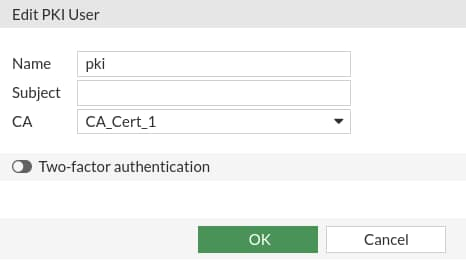 Edit PKI User
Name pki
Subject
CA CA_Cert_1
Two-factor authentication
OK Cancel